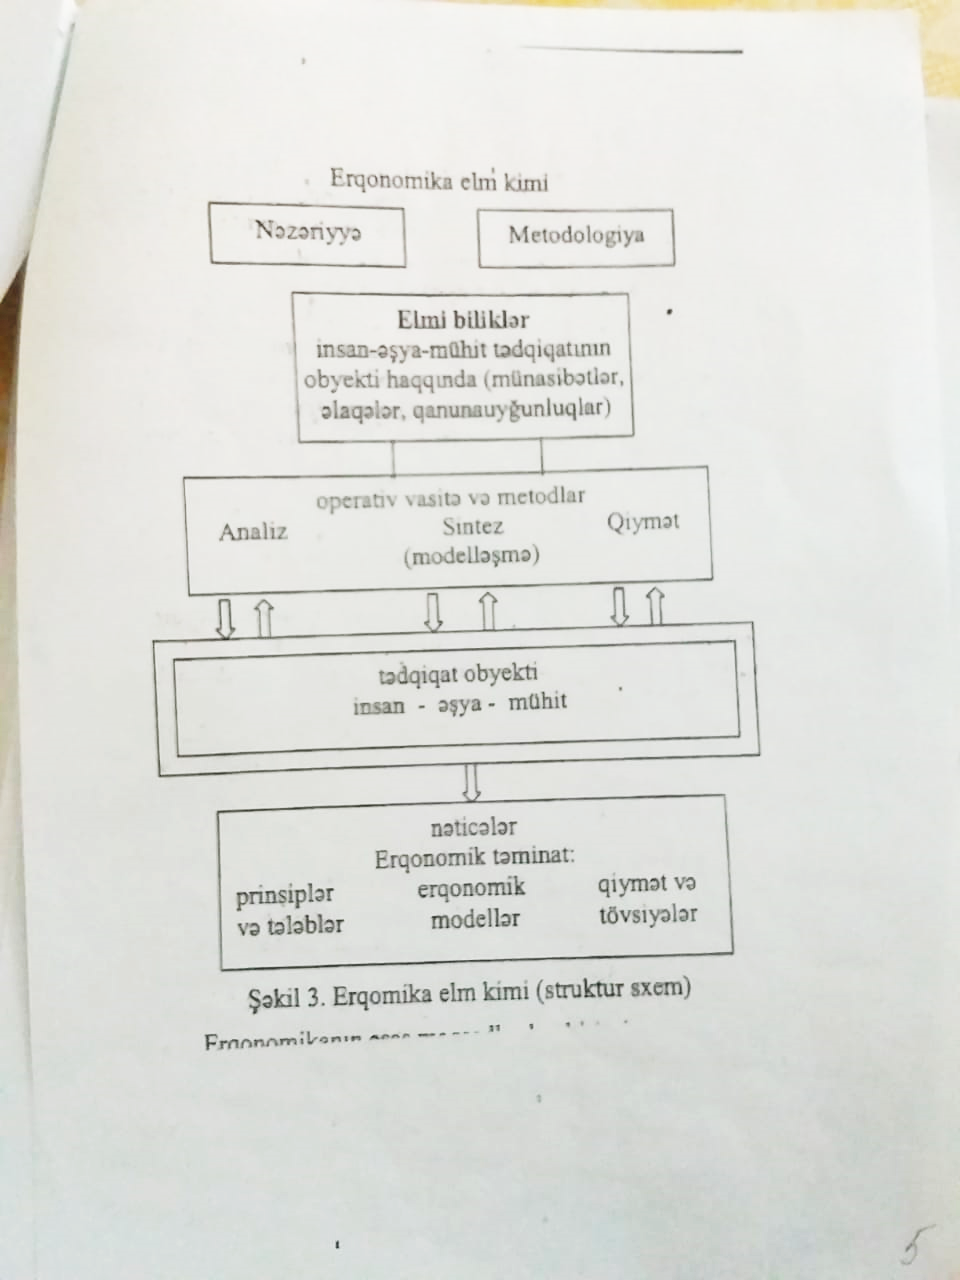 Erqonomika elm kimi
Nəzəriyyə
Metodologiya
Elmi biliklər
insan-əşya-mühit tədqiqatının
obyekti haqqında (münasibətlər,
əlaqələr, qanunauyğunluqlar)
operativ vasitə və metodlar
Analiz Sintez Qiymət
(modelləşmə)
tədqiqat obyekti
insan - əşya - mühit
nəticələr
Erqonomik təminat:
prinsiplər erqonomik qiymət və
və tələblər modellər tövsiyələr
Şəkil 3. Erqomika elm kimi (struktur sxem)
Erqonomikanın
5